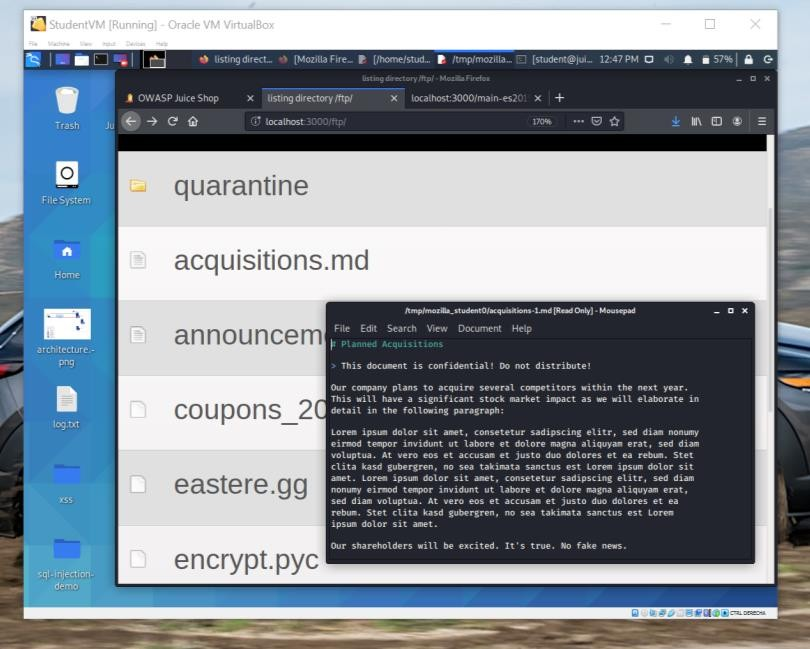 StudentVM [Running] - Oracle VM VirtualBox
File Machine View Input Devices Help
listing direct... [Mozilla Fire... [/home/stud... /tmp/mozilla... [student@jui... 12:47 PM 57%
listing directory /ftp/ - Mozilla Firefox
OWASP Juice Shop listing directory /ftp/ localhost:3000/main-es201
localhost:3000/ftp/ 170%
Trash
Ju
File System
Home
architecture.-
png
log.txt
xss
sql-injection-
demo
quarantine
acquisitions.md
announceme
coupons_20
eastere.gg
encrypt.pyc
/tmp/mozilla_student0/acquisitions-1.md [Read Only] - Mousepad
File Edit Search View Document Help
# Planned Acquisitions
> This document is confidential! Do not distribute!
Our company plans to acquire several competitors within the next year.
This will have a significant stock market impact as we will elaborate in
detail in the following paragraph:
Lorem ipsum dolor sit amet, consetetur sadipscing elitr, sed diam nonumy
eirmod tempor invidunt ut labore et dolore magna aliquyam erat, sed diam
voluptua. At vero eos et accusam et justo duo dolores et ea rebum. Stet
clita kasd gubergren, no sea takimata sanctus est Lorem ipsum dolor sit
amet. Lorem ipsum dolor sit amet, consetetur sadipscing elitr, sed diam
nonumy eirmod tempor invidunt ut labore et dolore magna aliquyam erat,
sed diam voluptua. At vero eos et accusam et justo duo dolores et ea
rebum. Stet clita kasd gubergren, no sea takimata sanctus est Lorem
ipsum dolor sit amet.
Our shareholders will be excited. It's true. No fake news.
CTRL DERECHA